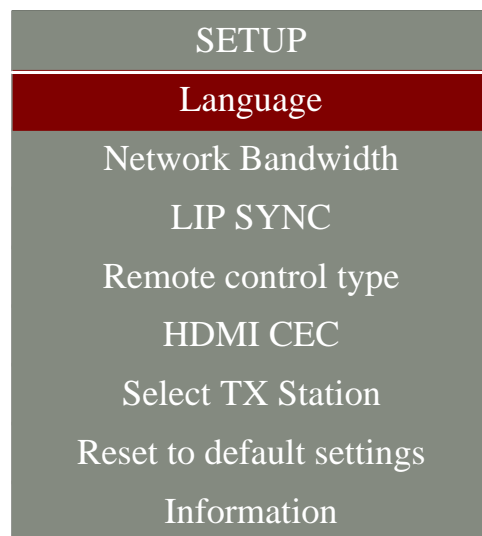 SETUP
Language
Network Bandwidth
LIP SYNC
Remote control type
HDMI CEC
Select TX Station
Reset to default settings
Information